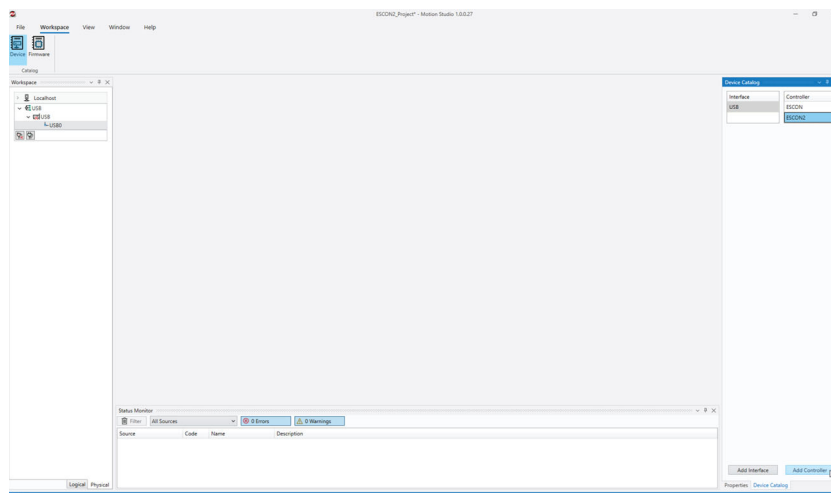 ESCON2_Project* - Motion Studio 1.0.0.27
File Workspace View Window Help
Device Firmware
Catalog
Workspace
Device Catalog
Localhost
USB
USB
USB0
Interface Controller
USB ESCON
ESCON2
Status Monitor
Filter All Sources 0 Errors 0 Warnings
Source Code Name Description
Add Interface Add Controller
Logical Physical
Properties Device Catalog